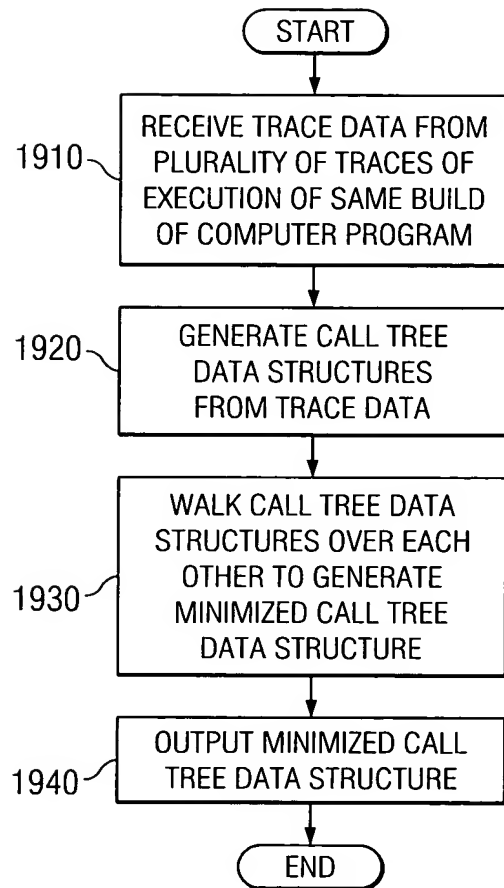 START
1910
RECEIVE TRACE DATA FROM
PLURALITY OF TRACES OF
EXECUTION OF SAME BUILD
OF COMPUTER PROGRAM
1920
GENERATE CALL TREE
DATA STRUCTURES
FROM TRACE DATA
1930
WALK CALL TREE DATA
STRUCTURES OVER EACH
OTHER TO GENERATE
MINIMIZED CALL TREE
DATA STRUCTURE
1940
OUTPUT MINIMIZED CALL
TREE DATA STRUCTURE
END